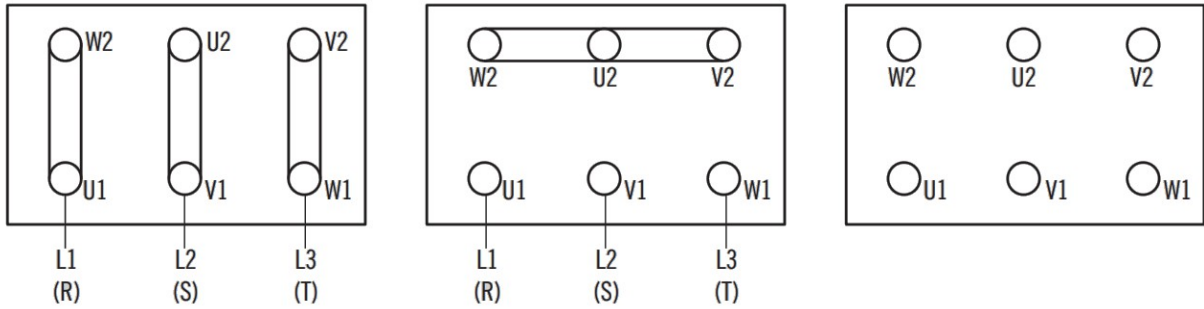 W2 U2 V2
U1 V1 W1
L1 L2 L3
(R) (S) (T)
W2 U2 V2
U1 V1 W1
L1 L2 L3
(R) (S) (T)
W2 U2 V2
U1 V1 W1